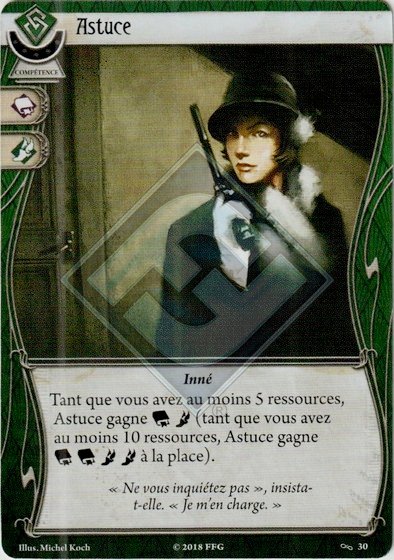 Astuce
COMPÉTENCE
Inné
Tant que vous avez au moins 5 ressources,
Astuce gagne (tant que vous avez
au moins 10 ressources, Astuce gagne
à la place).
« Ne vous inquiétez pas », insista-
t-elle. « Je m'en charge. »
Illus. Michel Koch © 2018 FFG 30